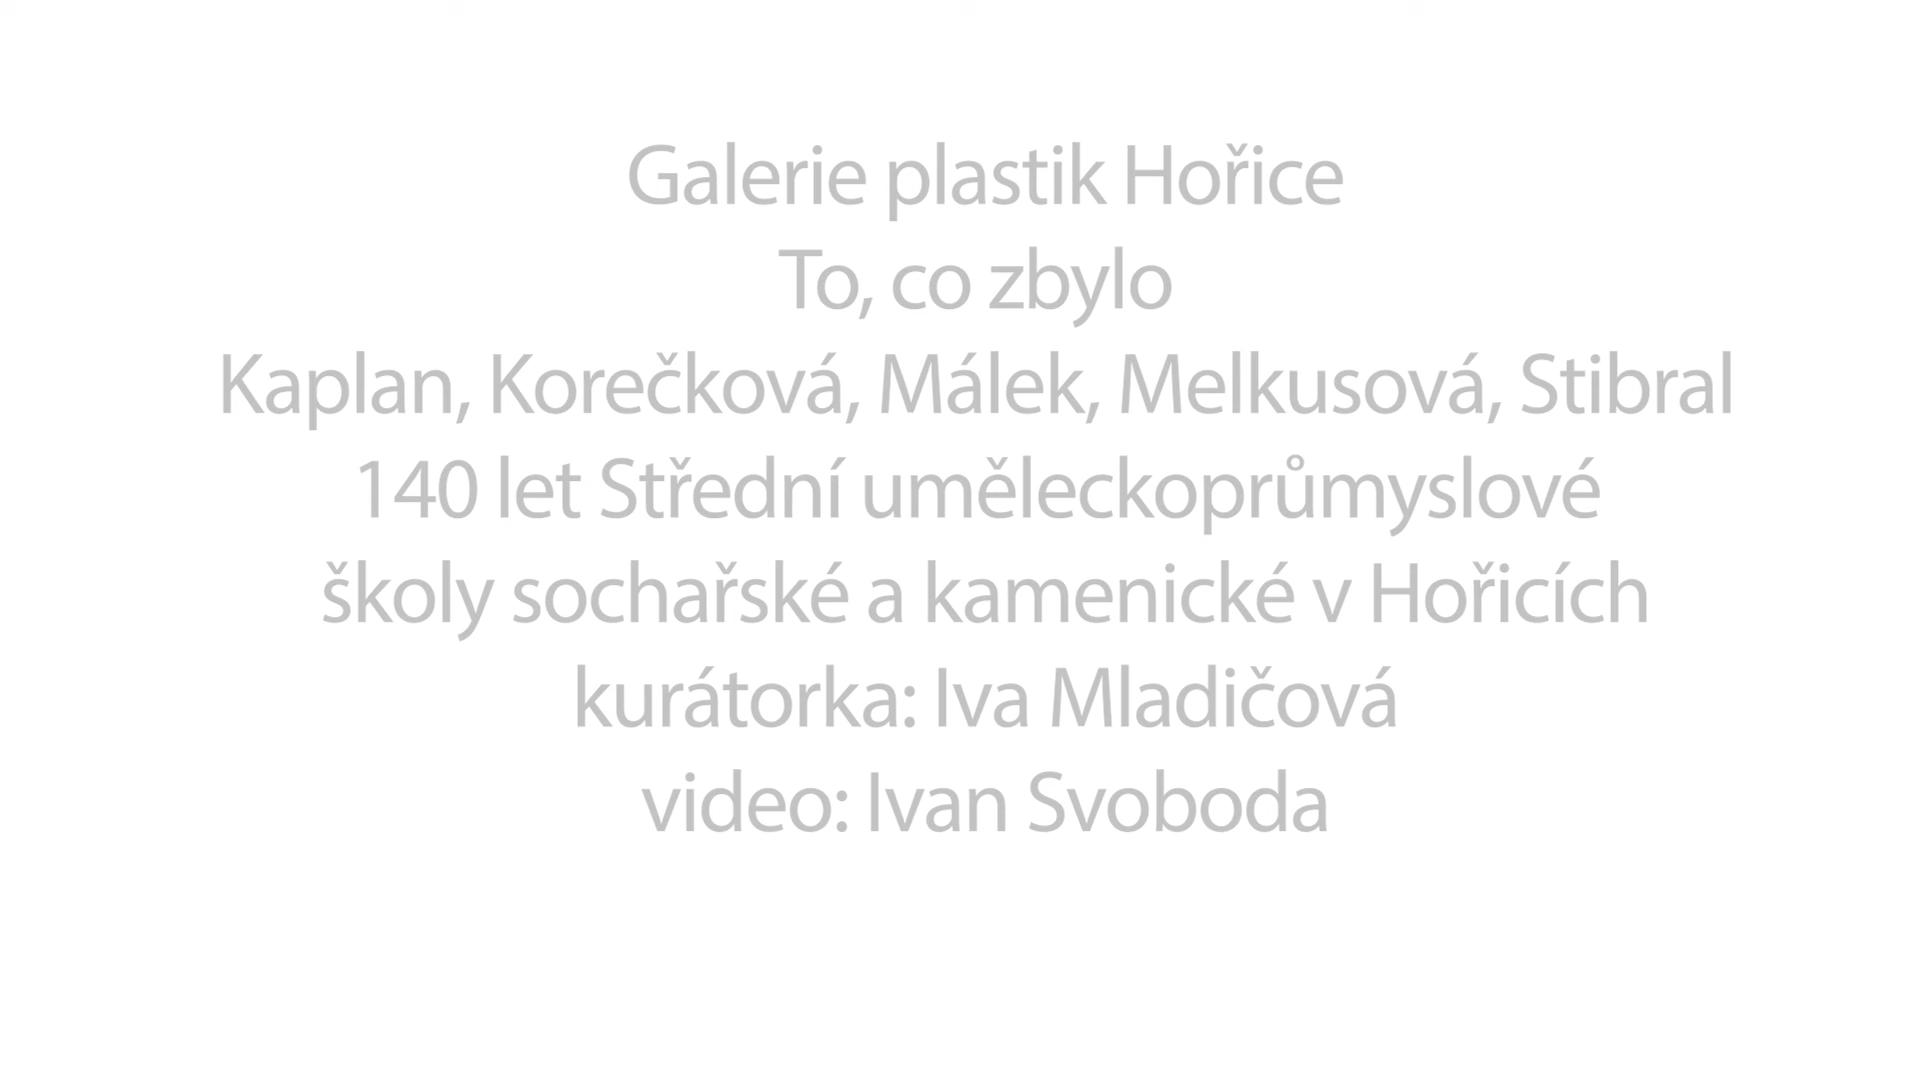 Galerie plastik Hořice
To, co zbylo
Kaplan, Korečková, Málek, Melkusová, Stibral
140 let Střední uměleckoprůmyslové
školy sochařské a kamenické v Hořicích
kurátorka: Iva Mladičová
video: Ivan Svoboda